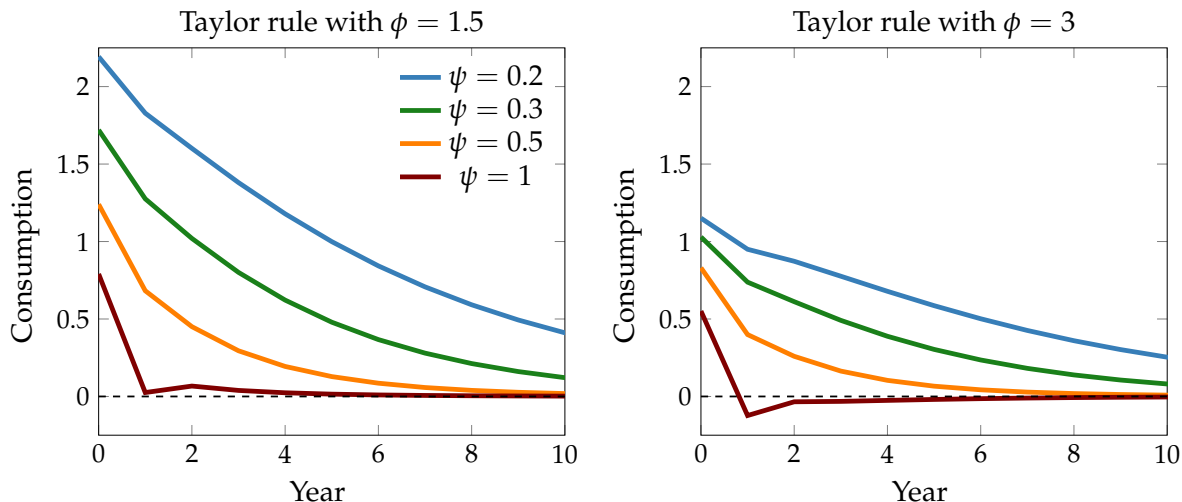 Taylor rule with ϕ = 1.5
Consumption
2
1.5
1
0.5
0
ψ = 0.2
ψ = 0.3
ψ = 0.5
ψ = 1
0 2 4 6 8 10
Year
Taylor rule with ϕ = 3
Consumption
2
1.5
1
0.5
0
0 2 4 6 8 10
Year